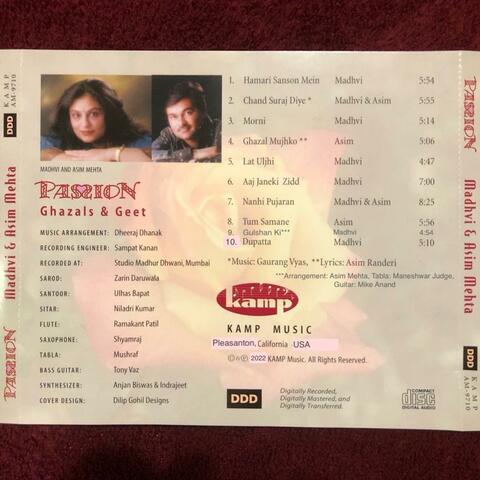 KAMP
AM-9710
DDD
Madhvi & Asim Mehta
PASSION
MADHVI AND ASIM MEHTA
PASSION
Ghazals & Geet
MUSIC ARRANGEMENT: Dheeraj Dhanak
RECORDING ENGINEER: Sampat Kanan
RECORDED AT: Studio Madhur Dhwani, Mumbai
SAROD: Zarin Daruwala
SANTOOR: Ulhas Bapat
SITAR: Niladri Kumar
FLUTE: Ramakant Patil
SAXOPHONE: Shyamraj
TABLA: Mushraf
BASS GUITAR: Tony Vaz
SYNTHESIZER: Anjan Biswas & Indrajeet
COVER DESIGN: Dilip Gohil Designs
1. Hamari Sanson Mein Madhvi 5:54
2. Chand Suraj Diye * Madhvi & Asim 5:55
3. Morni Madhvi 5:14
4. Ghazal Mujhko ** Asim 5:06
5. Lat Uljhi Madhvi 4:47
6. Aaj Janeki Zidd Madhvi 7:00
7. Nanhi Pujaran Madhvi & Asim 8:25
8. Tum Samane Asim 5:56
9. Gulshan Ki*** Madhvi 4:54
10. Dupatta Madhvi 5:10
*Music: Gaurang Vyas, **Lyrics: Asim Randeri
***Arrangement: Asim Mehta, Tabla: Maneshwar Judge,
Guitar: Mike Anand
kamp
KAMP MUSIC
Pleasanton, California USA
©℗ 2022 KAMP Music. All Rights Reserved.
DDD
Digitally Recorded,
Digitally Mastered, and
Digitally Transferred.
COMPACT
disc
DIGITAL AUDIO
PASSION
Madhvi & Asim Mehta
DDD
KAMP
AM-9710